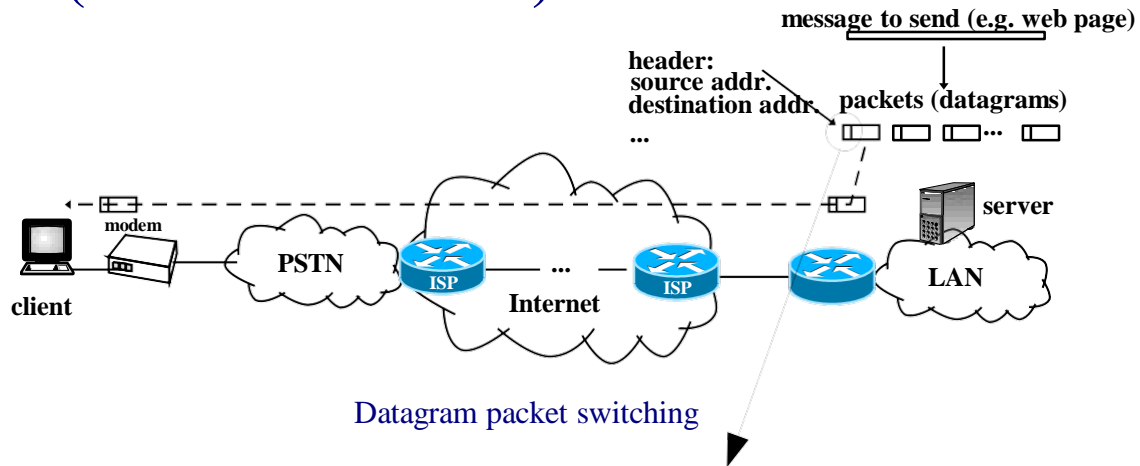 message to send (e.g. web page)
header:
source addr.
destination addr.
...
packets (datagrams)
...
modem
server
PSTN
ISP
...
ISP
LAN
client
Internet
Datagram packet switching